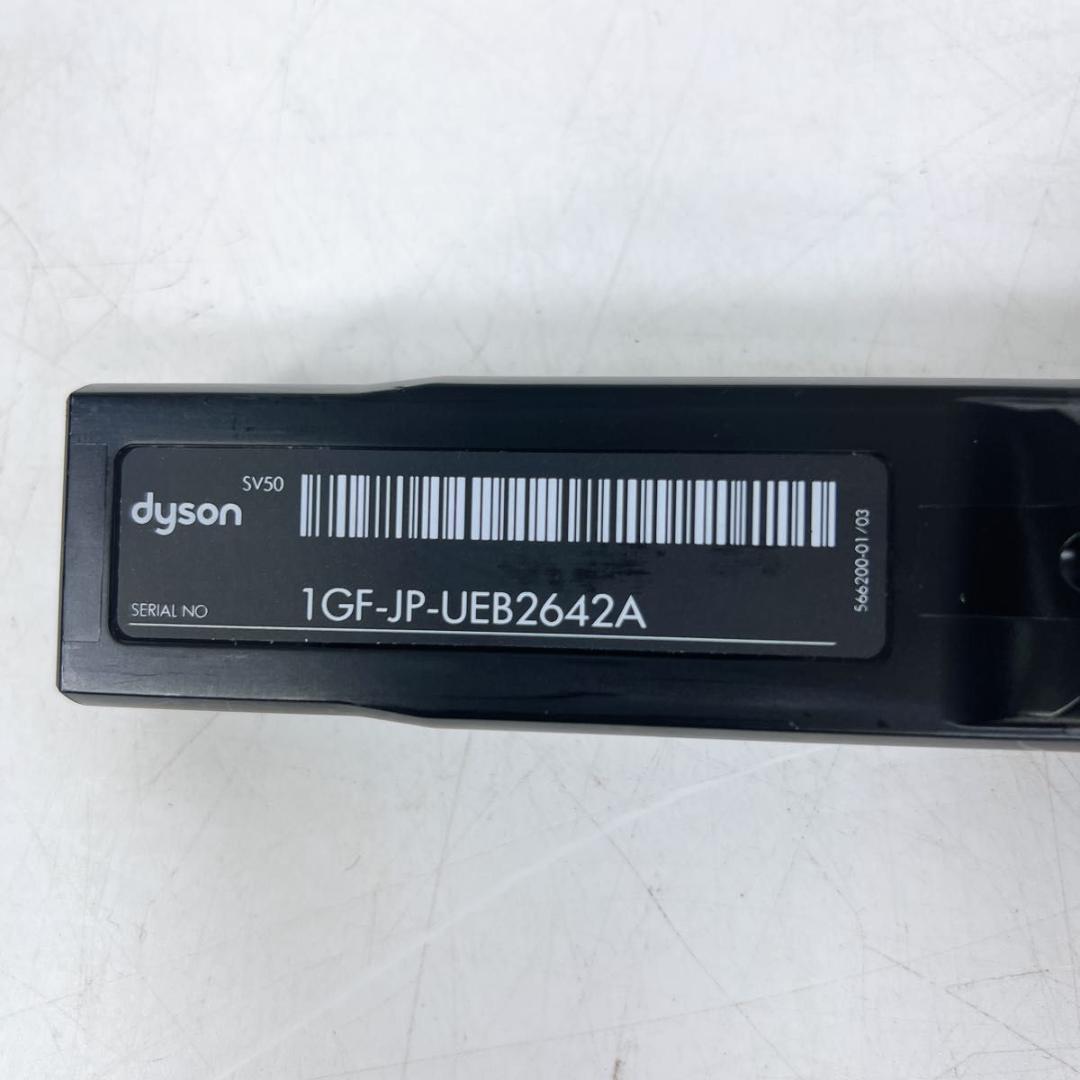 SV50
dyson
SERIAL NO
1GF-JP-UEB2642A
566200-01/03